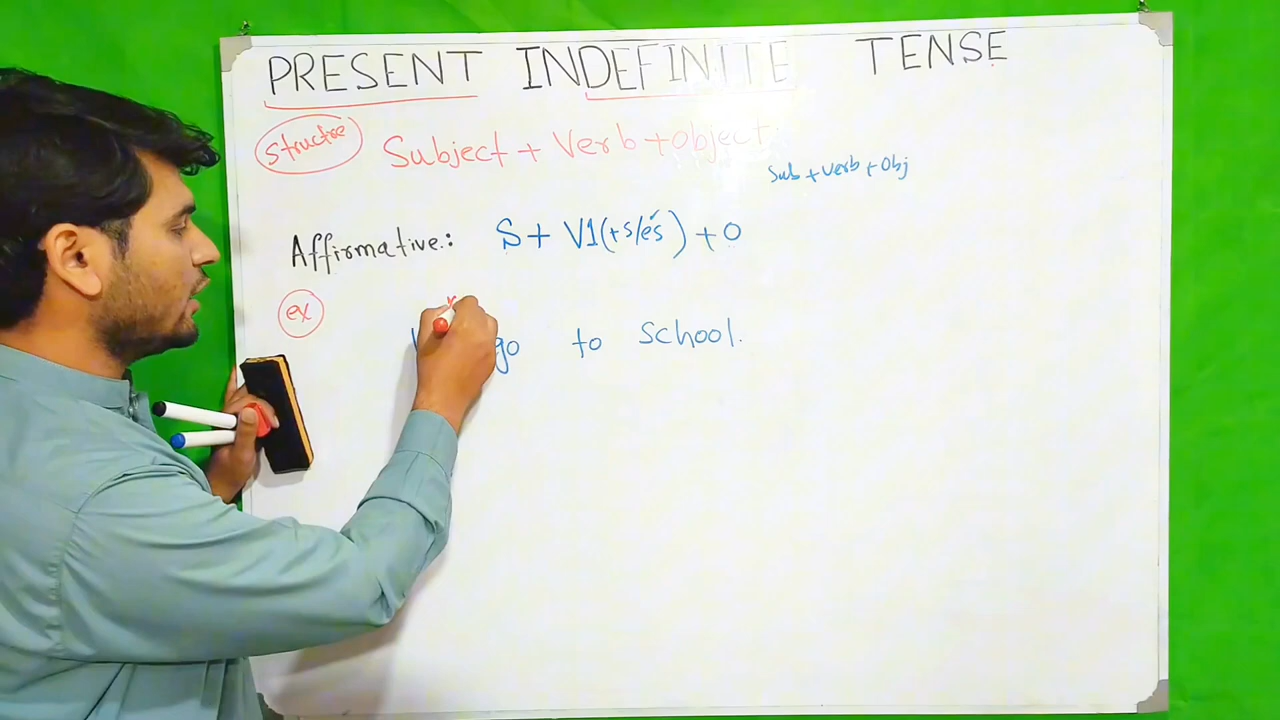 PRESENT INDEFINITE TENSE
Structre Subject + Verb + Object
Sub + Verb + Obj
Affirmative: S + V1(+s/es) + O
ex
go to School.